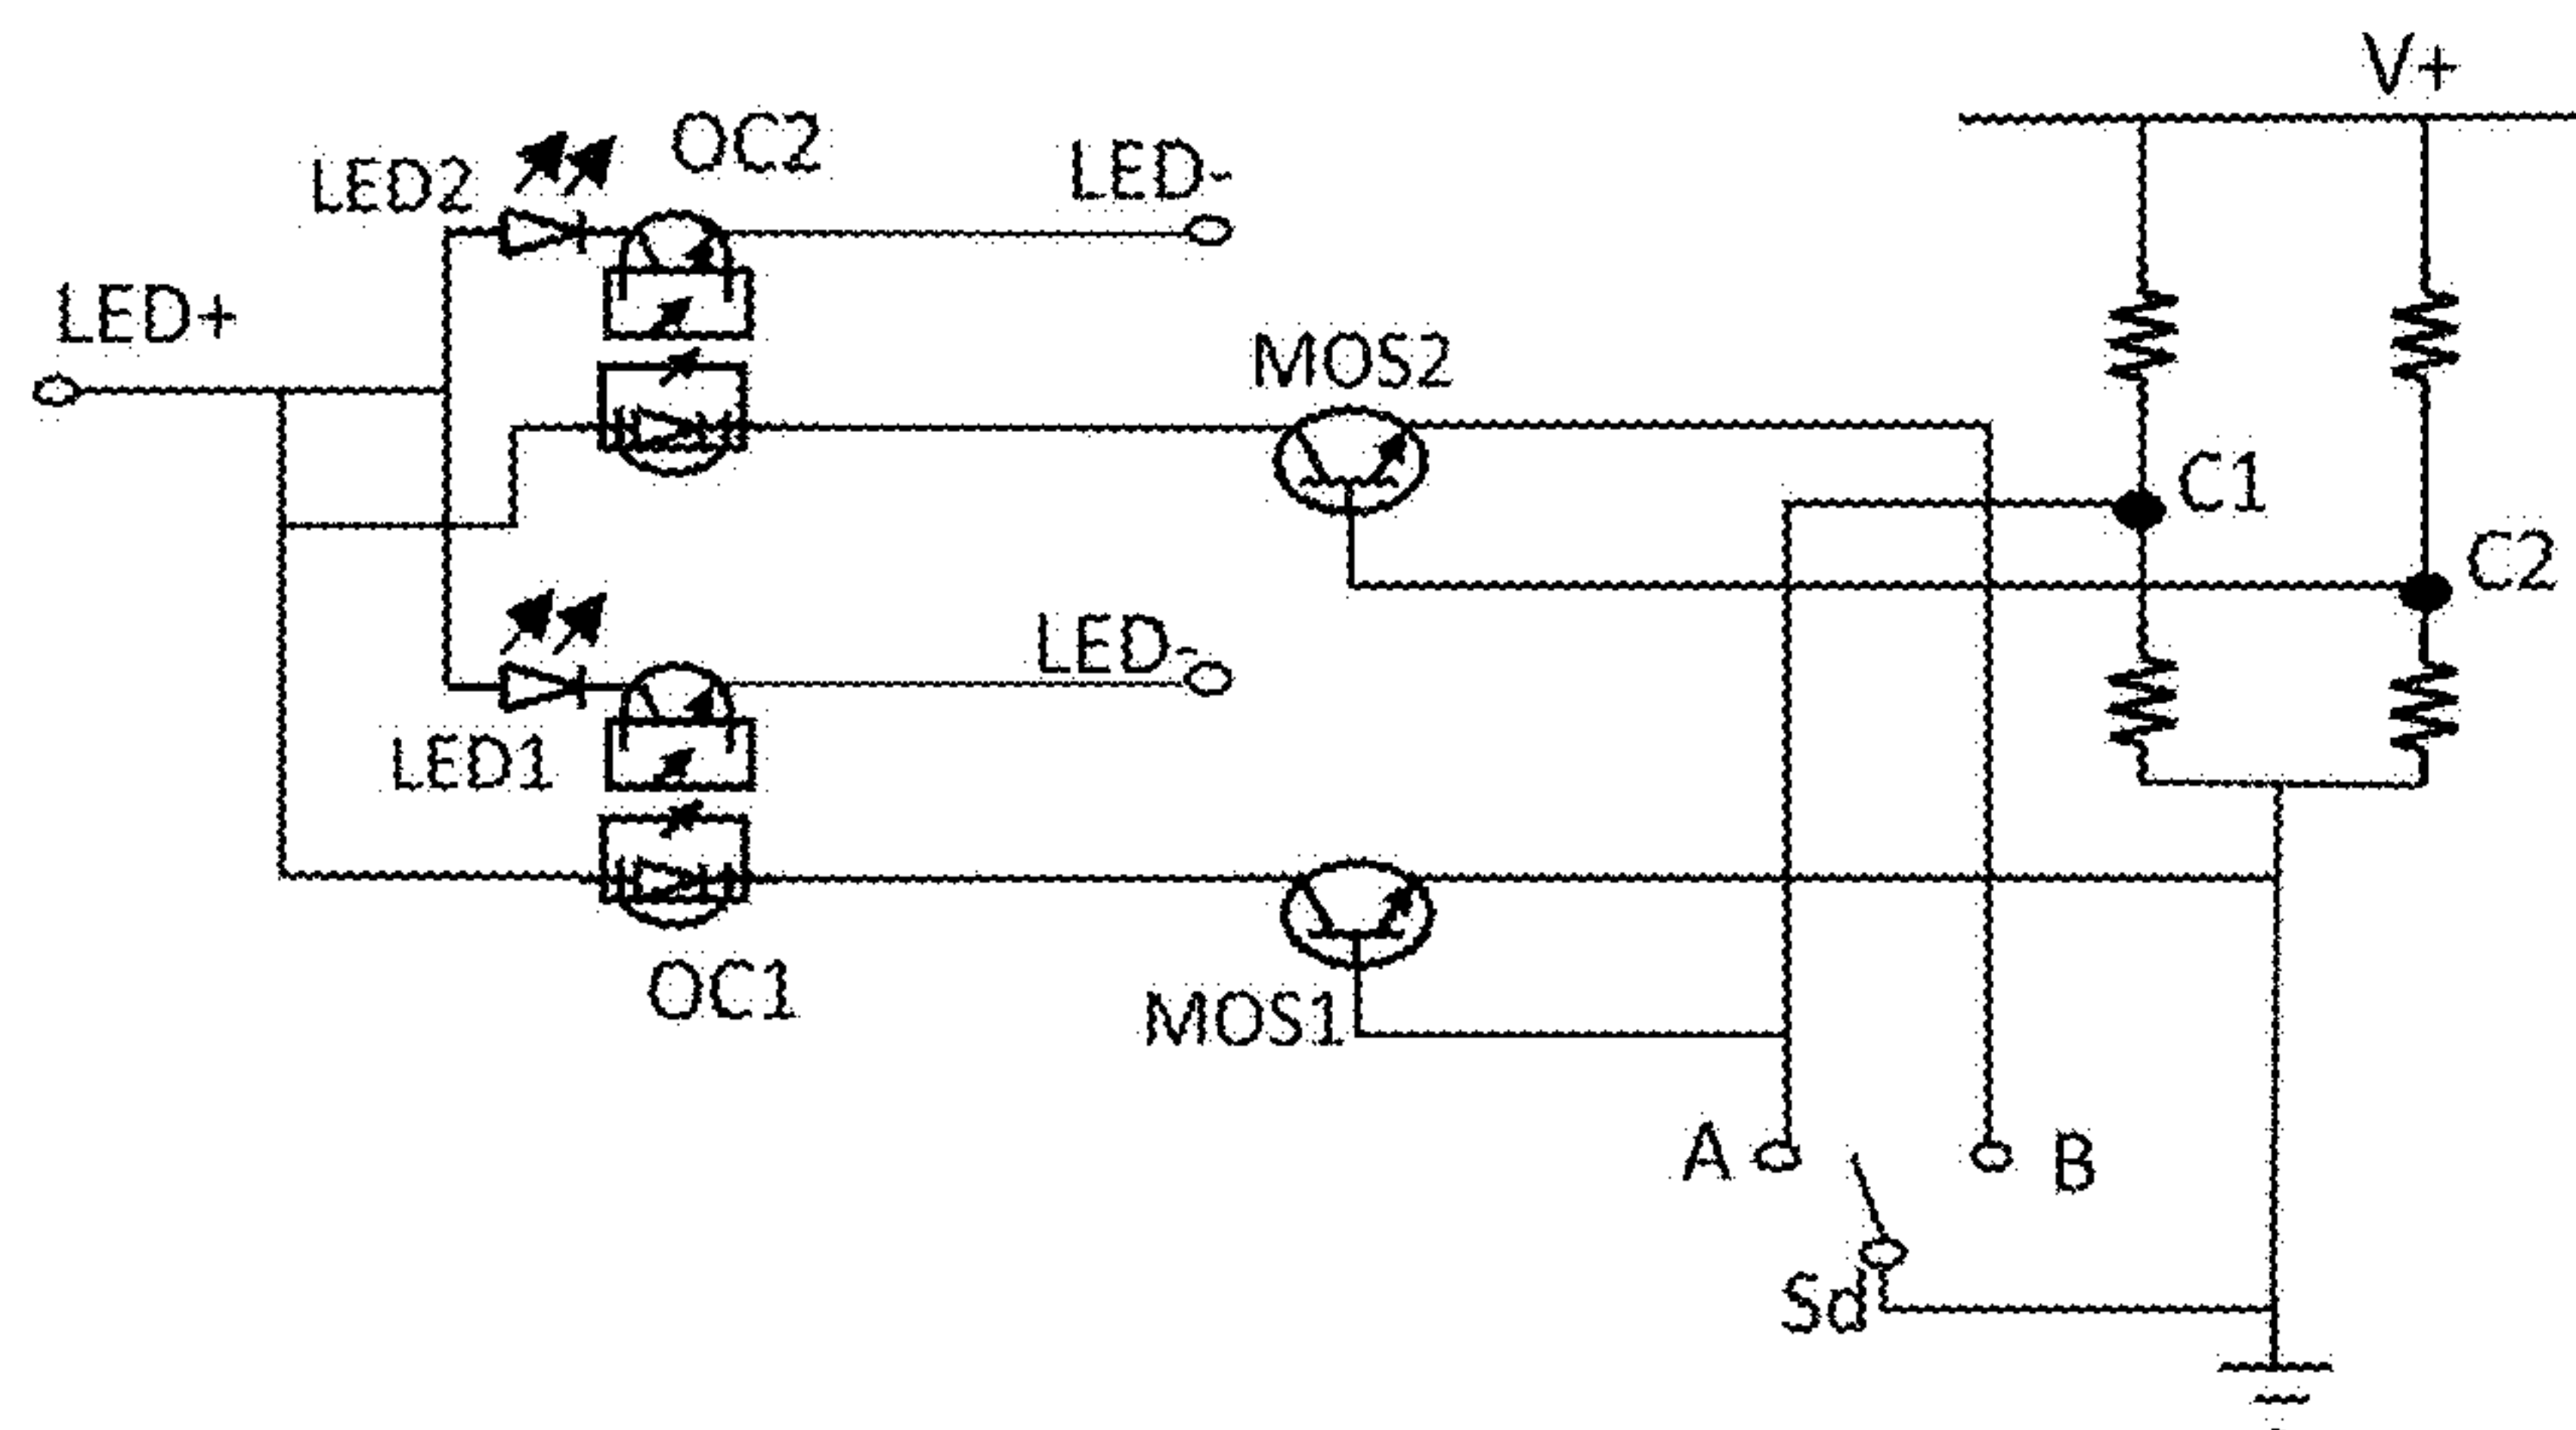 V+
OC2
LED2
LED-
LED+
MOS2
C1
C2
LED-
LED1
OC1
MOS1
A
B
Sd